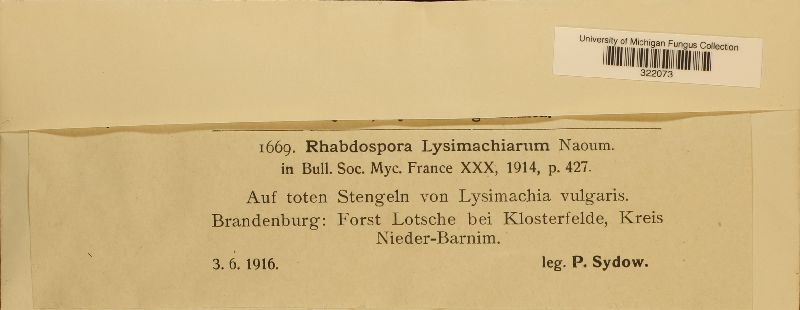 University of Michigan Fungus Collection
322073
1669. Rhabdospora Lysimachiarum Naoum.
in Bull. Soc. Myc. France XXX, 1914, p. 427.
Auf toten Stengeln von Lysimachia vulgaris.
Brandenburg: Forst Lotsche bei Klosterfelde, Kreis
Nieder-Barnim.
3. 6. 1916. leg. P. Sydow.